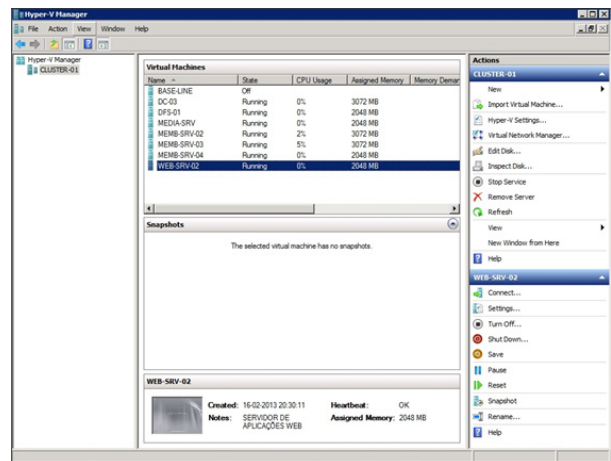 Hyper-V Manager
File Action View Window Help
Hyper-V Manager
CLUSTER-01
Virtual Machines
Name State CPU Usage Assigned Memory Memory Demar
BASE-LINE Off
DC-03 Running 0% 3072 MB
DFS-01 Running 0% 2048 MB
MEDIA-SRV Running 0% 2048 MB
MEMB-SRV-02 Running 2% 3072 MB
MEMB-SRV-03 Running 5% 3072 MB
MEMB-SRV-04 Running 0% 2048 MB
WEB-SRV-02 Running 0% 2048 MB
Snapshots
The selected virtual machine has no snapshots.
WEB-SRV-02
Created: 16-02-2013 20:30:11 Heartbeat: OK
Notes: SERVIDOR DE Assigned Memory: 2048 MB
APLICAÇÕES WEB
Actions
CLUSTER-01
New
Import Virtual Machine...
Hyper-V Settings...
Virtual Network Manager...
Edit Disk...
Inspect Disk...
Stop Service
Remove Server
Refresh
View
New Window from Here
Help
WEB-SRV-02
Connect...
Settings...
Turn Off...
Shut Down...
Save
Pause
Reset
Snapshot
Rename...
Help